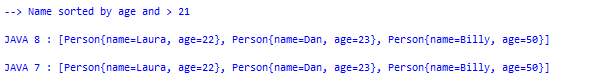 --> Name sorted by age and > 21
JAVA 8 : [Person{name=Laura, age=22}, Person{name=Dan, age=23}, Person{name=Billy, age=50}]
JAVA 7 : [Person{name=Laura, age=22}, Person{name=Dan, age=23}, Person{name=Billy, age=50}]